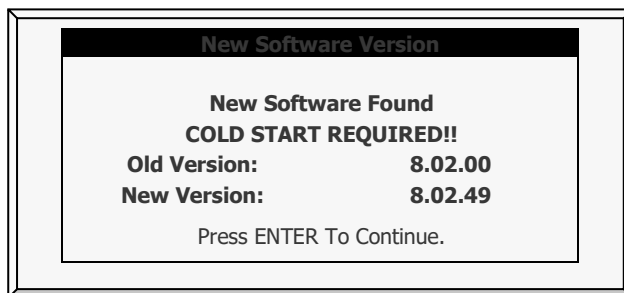 New Software Version
New Software Found
COLD START REQUIRED!!
Old Version: 8.02.00
New Version: 8.02.49
Press ENTER To Continue.